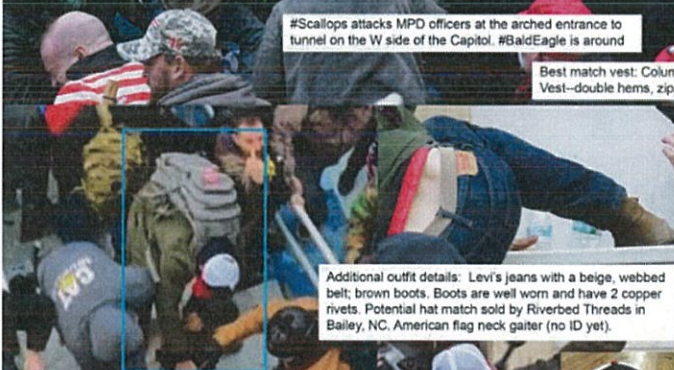 #Scallops attacks MPD officers at the arched entrance to
tunnel on the W side of the Capitol. #BaldEagle is around
Best match vest: Colum
Vest--double hems, zip
CAT
Additional outfit details: Levi's jeans with a beige, webbed
belt; brown boots. Boots are well worn and have 2 copper
rivets. Potential hat match sold by Riverbed Threads in
Bailey, NC. American flag neck gaiter (no ID yet).